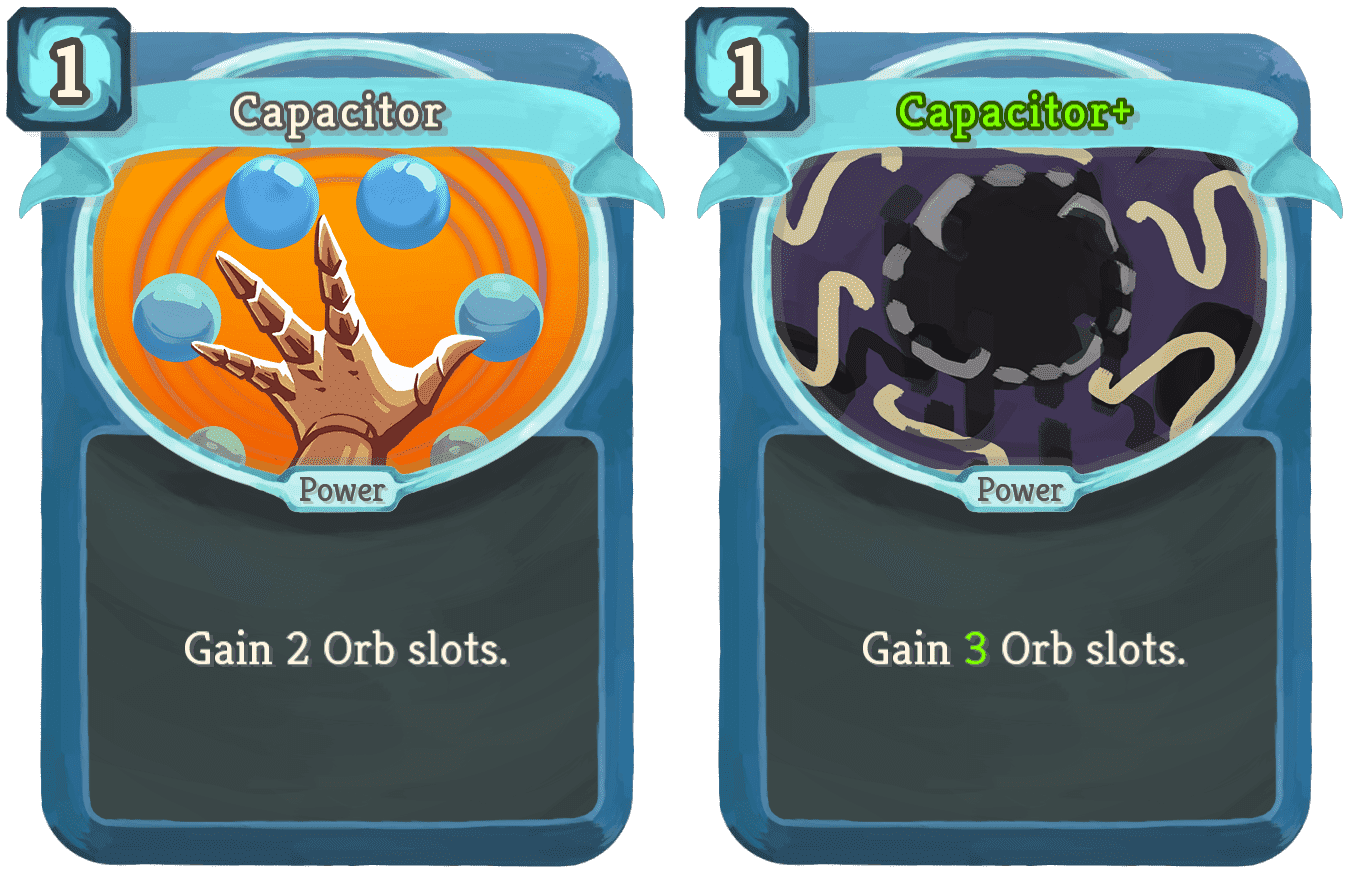 1
Capacitor
Power
Gain 2 Orb slots.
1
Capacitor+
Power
Gain 3 Orb slots.